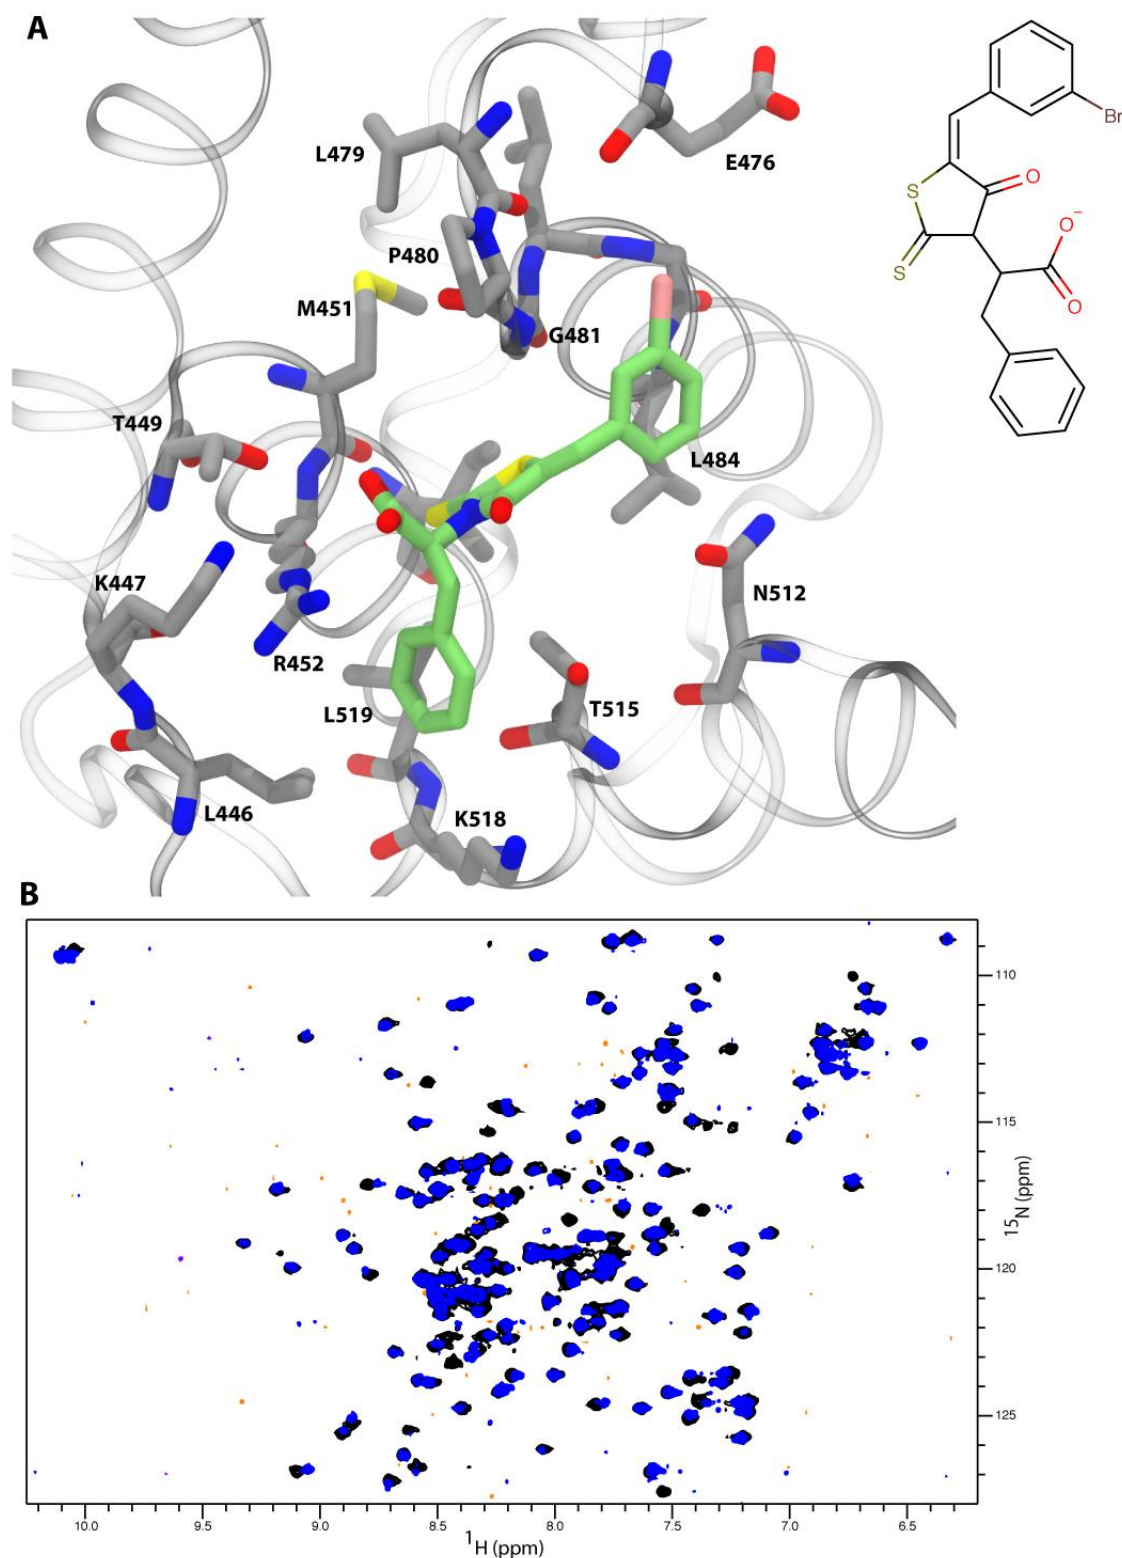 A
Br
L479
E476
S
O
P480
O⁻
S
O
M451
G481
T449
L484
K447
N512
R452
L519
T515
L446
K518
B
110
115
120
125
15N (ppm)
10.0 9.5 9.0 8.5 8.0 7.5 7.0 6.5
1H (ppm)